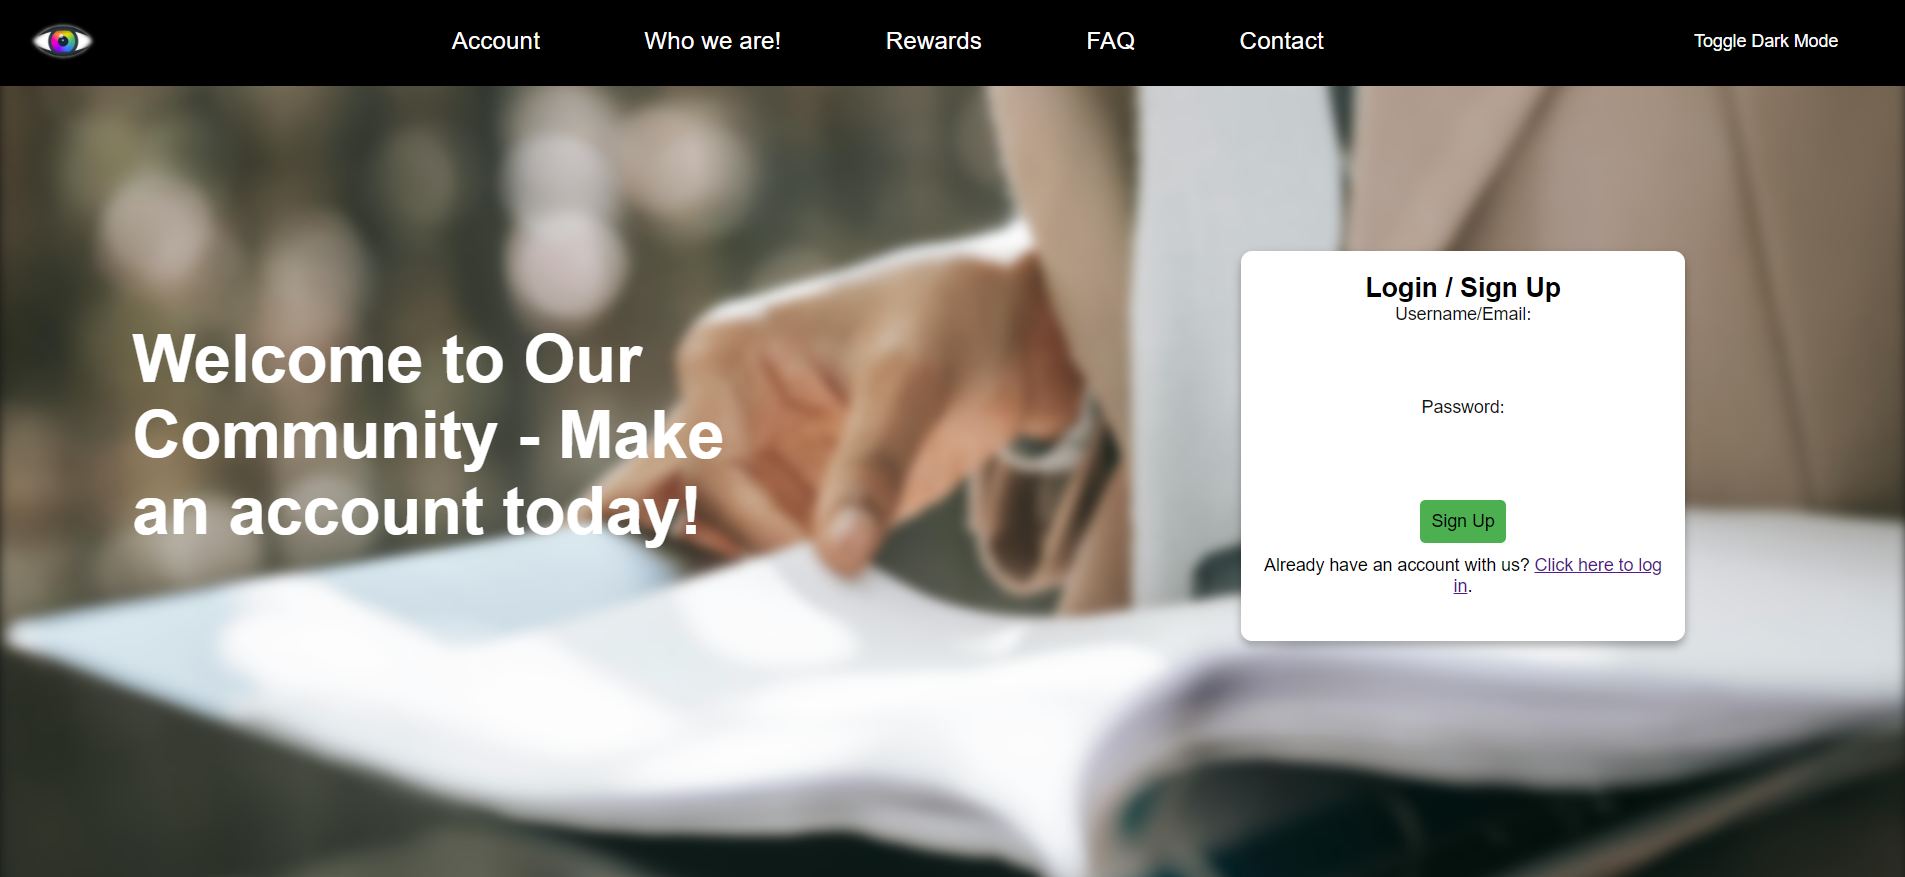 Account
Who we are!
Rewards
FAQ
Contact
Toggle Dark Mode
Welcome to Our
Community - Make
an account today!
Login / Sign Up
Username/Email:
Password:
Sign Up
Already have an account with us? Click here to log
in.